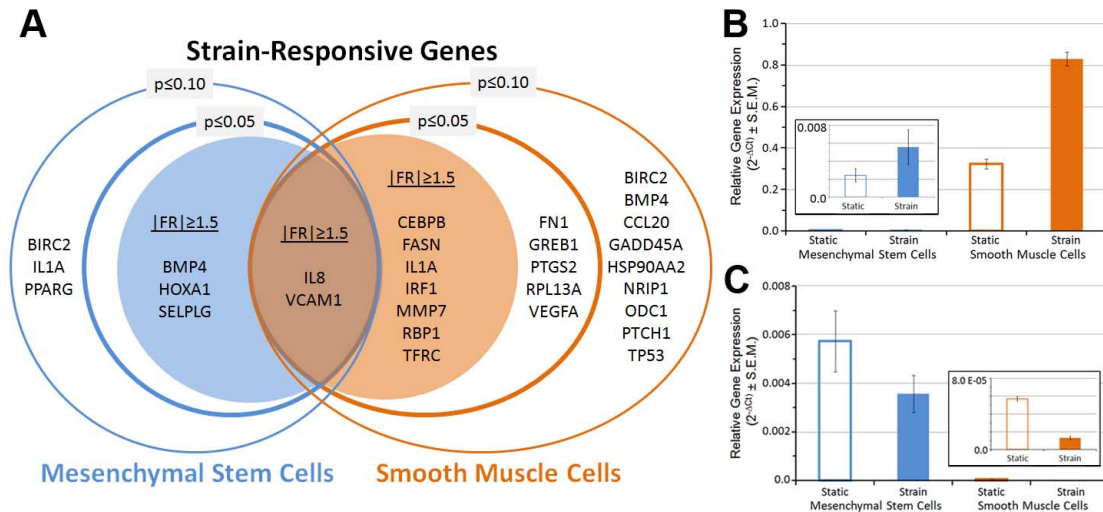 A
Strain-Responsive Genes
p≤0.10
p≤0.10
p≤0.05
p≤0.05
BIRC2
IL1A
PPARG
|FR|≥1.5
BMP4
HOXA1
SELPLG
|FR|≥1.5
IL8
VCAM1
|FR|≥1.5
CEBPB
FASN
IL1A
IRF1
MMP7
RBP1
TFRC
FN1
GREB1
PTGS2
RPL13A
VEGFA
BIRC2
BMP4
CCL20
GADD45A
HSP90AA2
NRIP1
ODC1
PTCH1
TP53
Mesenchymal Stem Cells
Smooth Muscle Cells
B
Relative Gene Expression
(2-ΔCt) ± S.E.M.)
1.0
0.8
0.6
0.4
0.2
0.0
0.008
0.0
Static
Strain
Static
Strain
Static
Strain
Mesenchymal Stem Cells
Smooth Muscle Cells
C
Relative Gene Expression
(2-ΔCt) ± S.E.M.)
0.008
0.006
0.004
0.002
0.0
8.0 E-05
0.0
Static
Strain
Static
Strain
Static
Strain
Mesenchymal Stem Cells
Smooth Muscle Cells